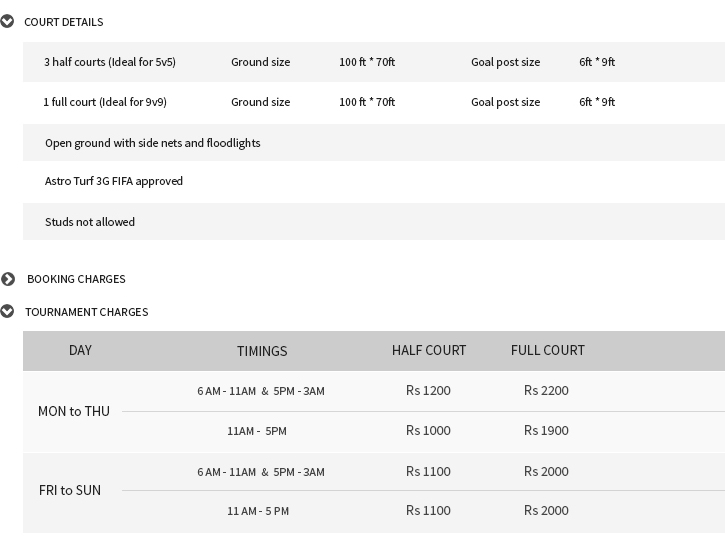 COURT DETAILS
3 half courts (Ideal for 5v5) Ground size 100 ft * 70ft Goal post size 6ft * 9ft
1 full court (Ideal for 9v9) Ground size 100 ft * 70ft Goal post size 6ft * 9ft
Open ground with side nets and floodlights
Astro Turf 3G FIFA approved
Studs not allowed
BOOKING CHARGES
TOURNAMENT CHARGES
DAY TIMINGS HALF COURT FULL COURT
6 AM - 11AM & 5PM - 3AM Rs 1200 Rs 2200
MON to THU
11AM - 5PM Rs 1000 Rs 1900
6 AM - 11AM & 5PM - 3AM Rs 1100 Rs 2000
FRI to SUN
11 AM - 5 PM Rs 1100 Rs 2000